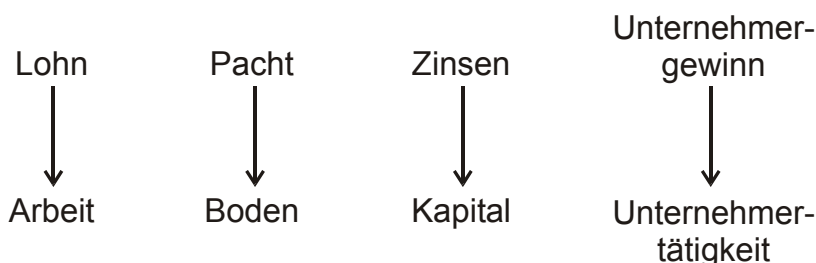 Lohn
Pacht
Zinsen
Unternehmer-
gewinn
Arbeit
Boden
Kapital
Unternehmer-
tätigkeit